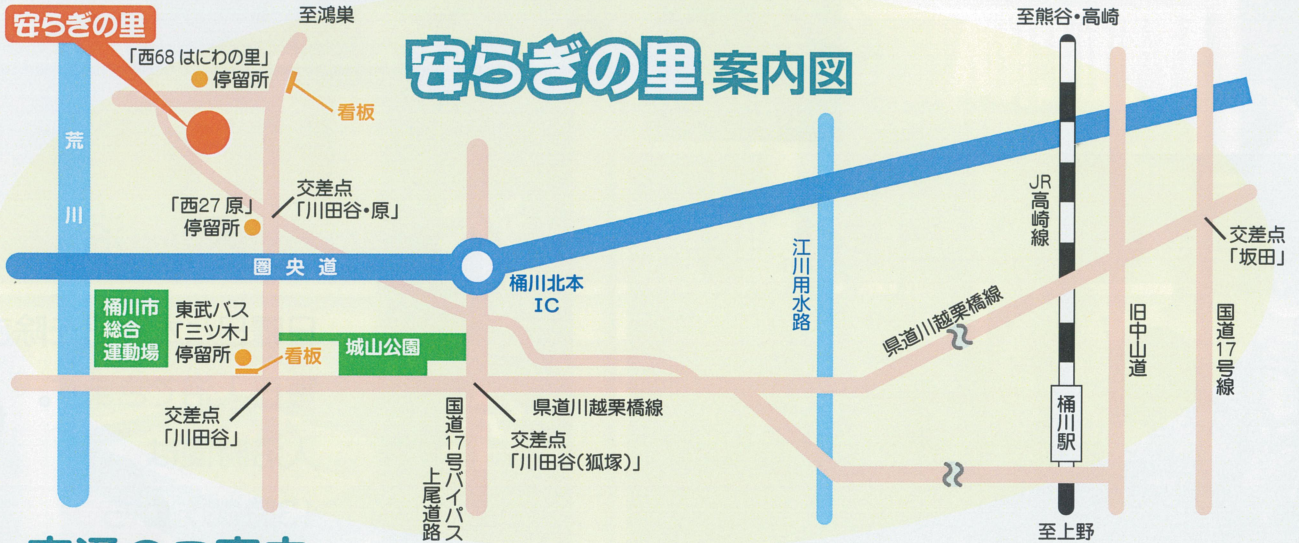 安らぎの里
至鴻巣
至熊谷・高崎
安らぎの里 案内図
「西68 はにわの里」
停留所
看板
荒川
交差点
「川田谷・原」
「西27 原」
停留所
圏央道
桶川北本
IC
江川用水路
JR高崎線
交差点
「坂田」
桶川市
総合
運動場
東武バス
「三ツ木」
停留所
看板
城山公園
県道川越栗橋線
旧中山道
国道17号線
交差点
「川田谷」
国道17号バイパス
上尾道路
県道川越栗橋線
交差点
「川田谷(狐塚)」
桶川駅
至上野